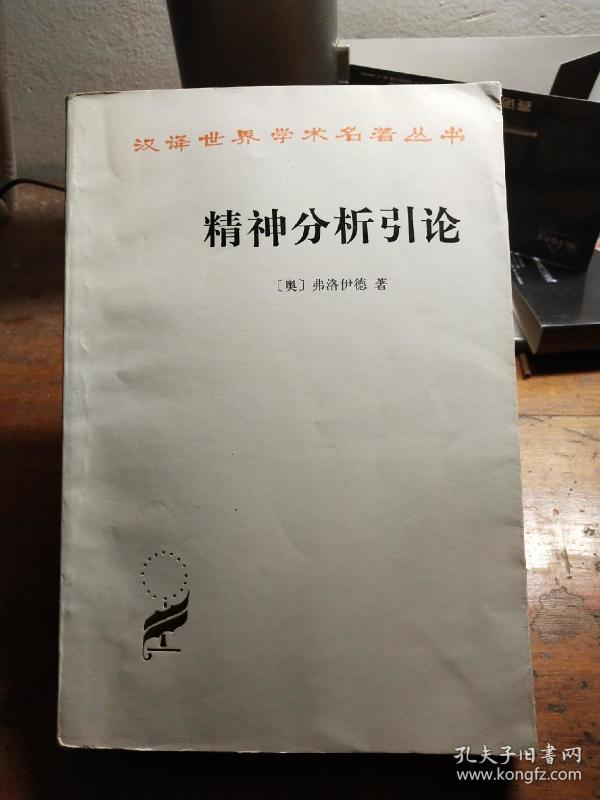 汉译世界学术名著丛书
精神分析引论
〔奥〕弗洛伊德 著
孔夫子旧書网
www.kongfz.com